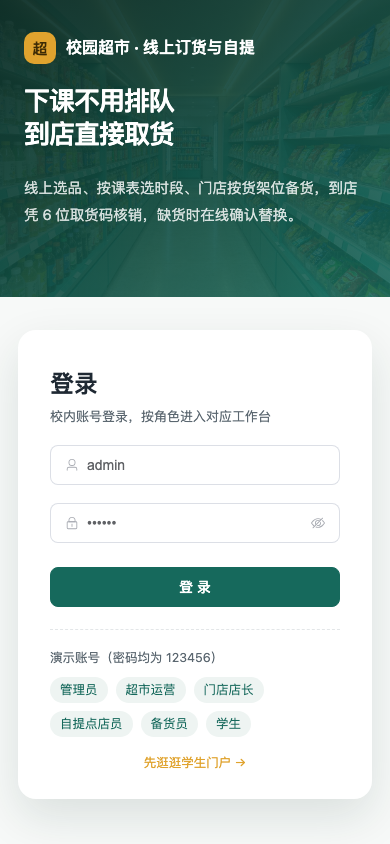 超 校园超市 · 线上订货与自提
下课不用排队
到店直接取货
线上选品、按课表选时段、门店按货架位备货，到店
凭 6 位取货码核销，缺货时在线确认替换。
登录
校内账号登录，按角色进入对应工作台
admin
••••••
登 录
演示账号（密码均为 123456）
管理员 超市运营 门店店长
自提点店员 备货员 学生
先逛逛学生门户 →